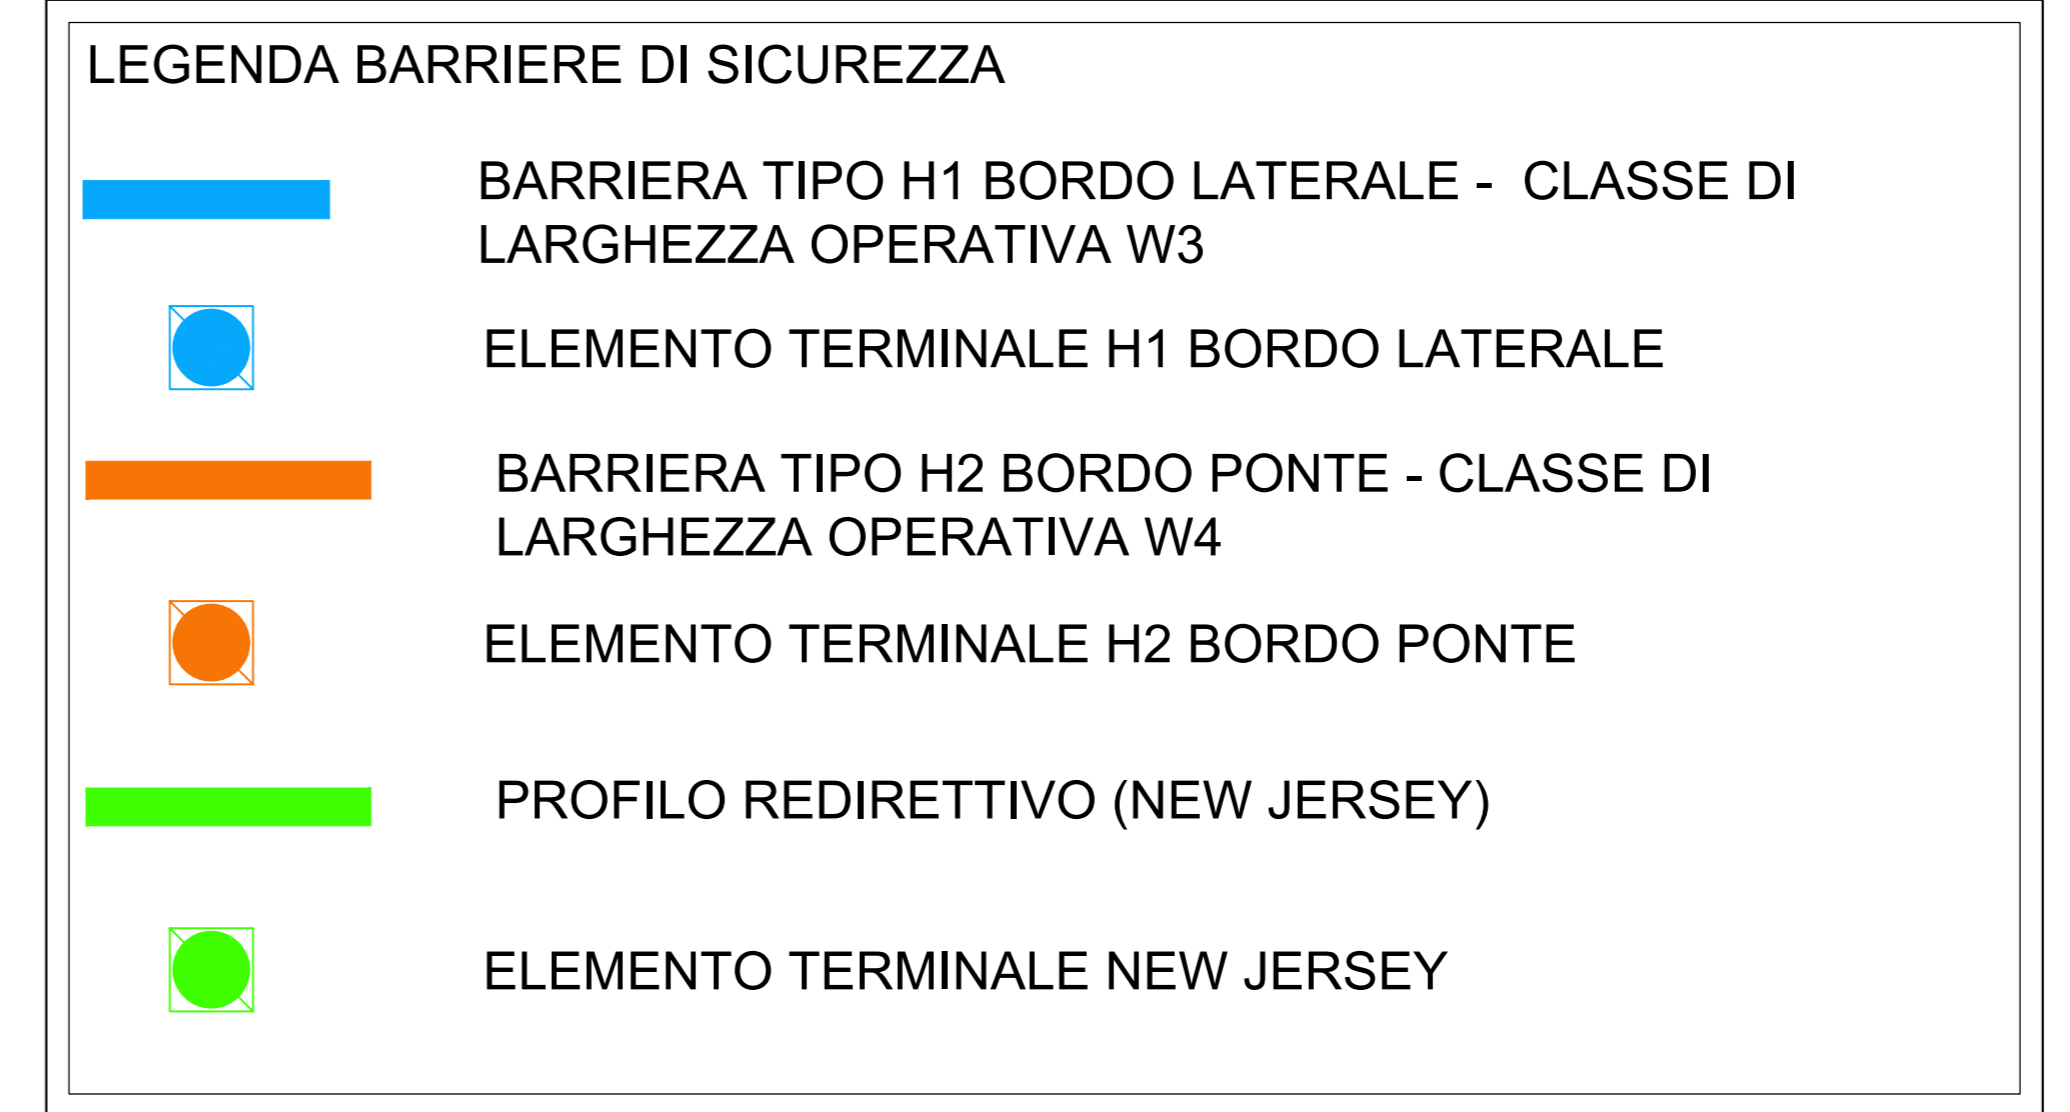 LEGENDA BARRIERE DI SICUREZZA
BARRIERA TIPO H1 BORDO LATERALE - CLASSE DI
LARGHEZZA OPERATIVA W3
ELEMENTO TERMINALE H1 BORDO LATERALE
BARRIERA TIPO H2 BORDO PONTE - CLASSE DI
LARGHEZZA OPERATIVA W4
ELEMENTO TERMINALE H2 BORDO PONTE
PROFILO REDIRETTIVO (NEW JERSEY)
ELEMENTO TERMINALE NEW JERSEY